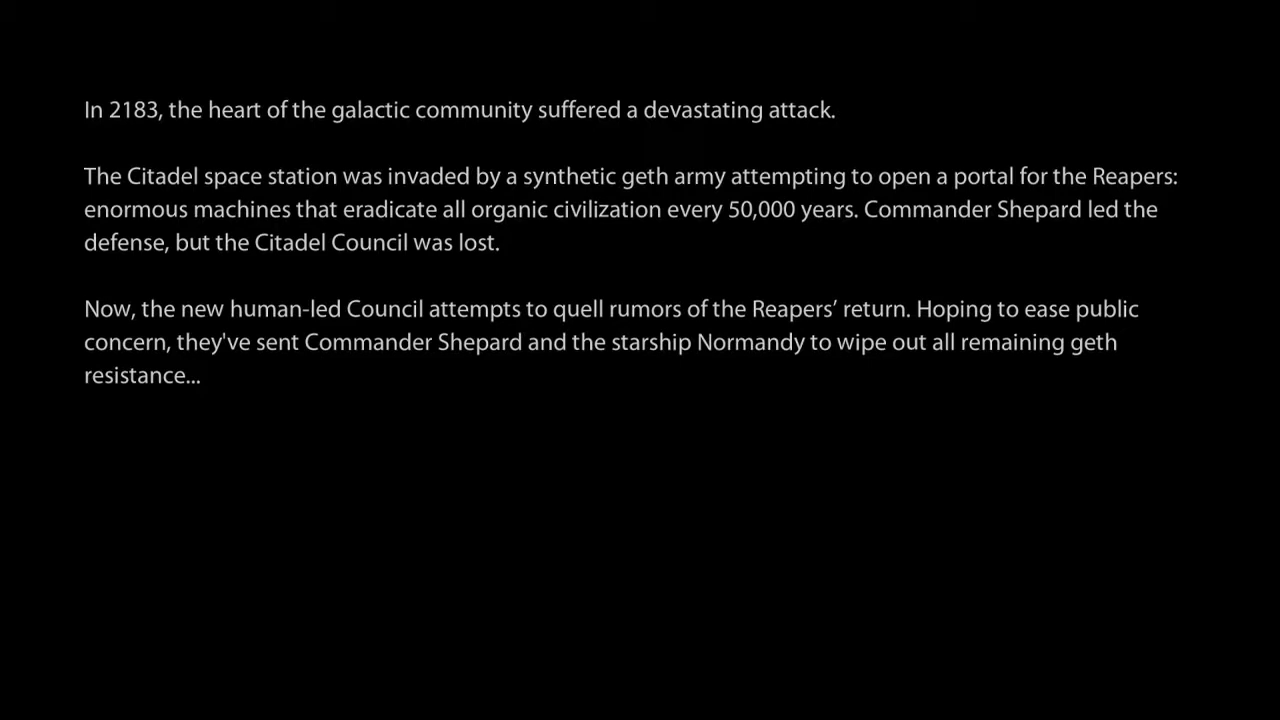 In 2183, the heart of the galactic community suffered a devastating attack.
The Citadel space station was invaded by a synthetic geth army attempting to open a portal for the Reapers:
enormous machines that eradicate all organic civilization every 50,000 years. Commander Shepard led the
defense, but the Citadel Council was lost.
Now, the new human-led Council attempts to quell rumors of the Reapers’ return. Hoping to ease public
concern, they've sent Commander Shepard and the starship Normandy to wipe out all remaining geth
resistance...